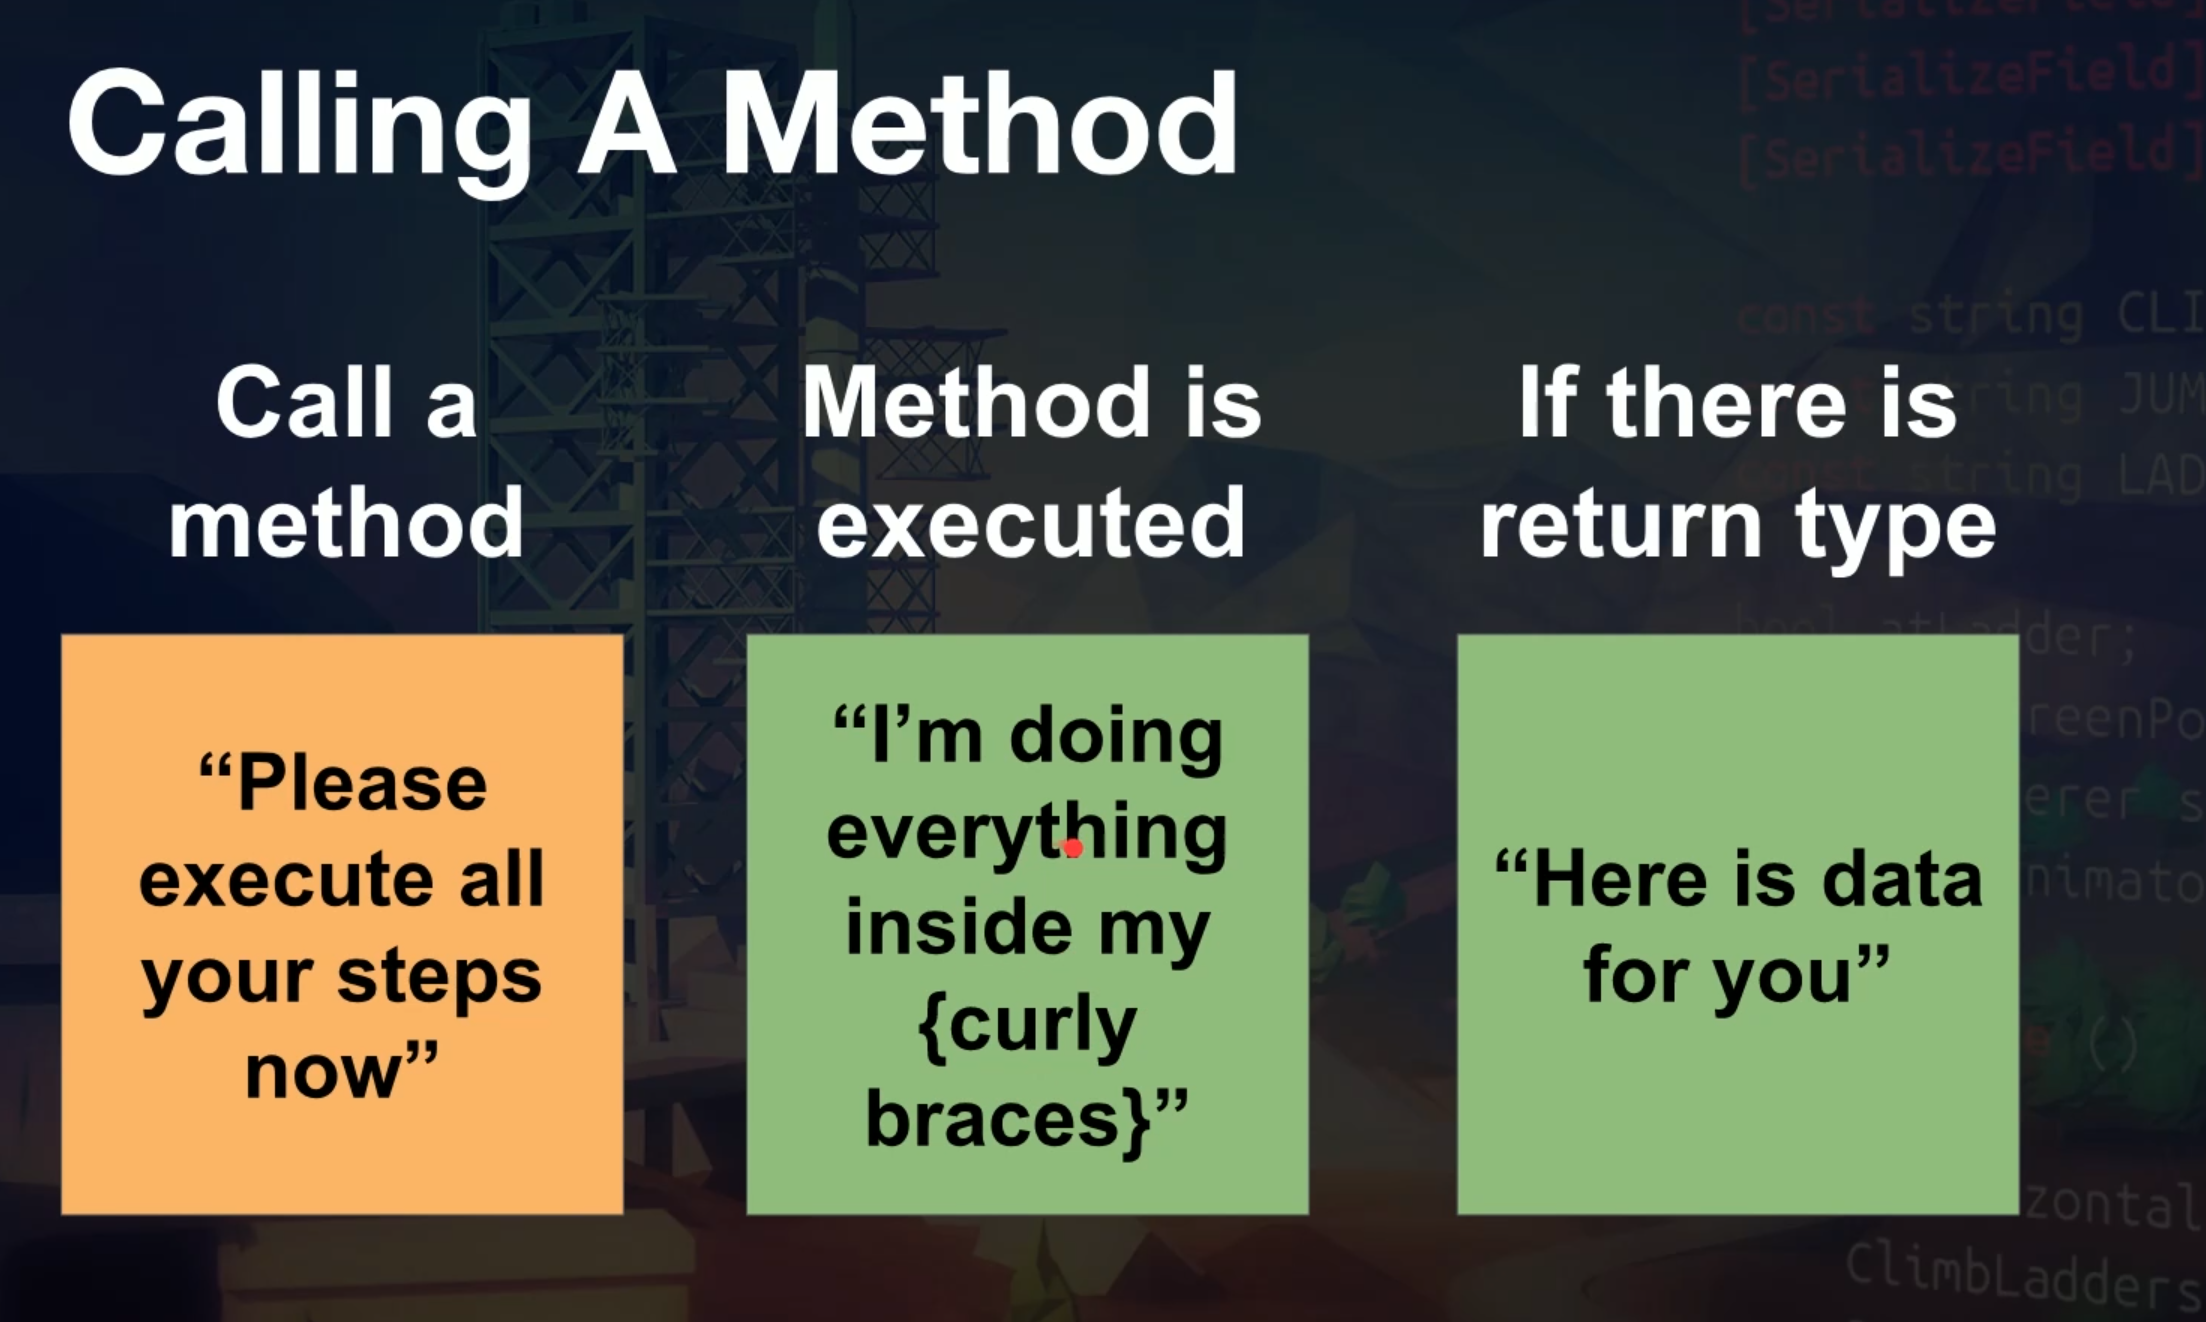 Calling A Method
[SerializeField]
[SerializeField]
[SerializeField]
const string CLI
string JUM
const string LAD
Call a
method
Method is
executed
If there is
return type
bool atLadder;
reenPo
erer s
nimato
()
zontal
ClimbLadders
“Please
execute all
your steps
now”
“I’m doing
everything
inside my
{curly
braces}”
“Here is data
for you”